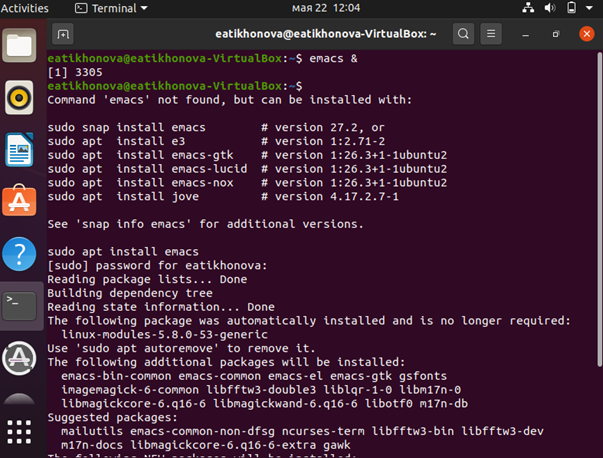 Activities
Terminal
мая 22 12:04
eatikhonova@eatikhonova-VirtualBox: ~
eatikhonova@eatikhonova-VirtualBox:~$ emacs &
[1] 3305
eatikhonova@eatikhonova-VirtualBox:~$
Command 'emacs' not found, but can be installed with:
sudo snap install emacs # version 27.2, or
sudo apt install e3 # version 1:2.71-2
sudo apt install emacs-gtk # version 1:26.3+1-1ubuntu2
sudo apt install emacs-lucid # version 1:26.3+1-1ubuntu2
sudo apt install emacs-nox # version 1:26.3+1-1ubuntu2
sudo apt install jove # version 4.17.2.7-1
See 'snap info emacs' for additional versions.
sudo apt install emacs
[sudo] password for eatikhonova:
Reading package lists... Done
Building dependency tree
Reading state information... Done
The following package was automatically installed and is no longer required:
linux-modules-5.8.0-53-generic
Use 'sudo apt autoremove' to remove it.
The following additional packages will be installed:
emacs-bin-common emacs-common emacs-el emacs-gtk gsfonts
imagemagick-6-common libfftw3-double3 liblqr-1-0 libm17n-0
libmagickcore-6.q16-6 libmagickwand-6.q16-6 libotf0 m17n-db
Suggested packages:
mailutils emacs-common-non-dfsg ncurses-term libfftw3-bin libfftw3-dev
m17n-docs libmagickcore-6.q16-6-extra gawk
The following NEW packages will be installed: